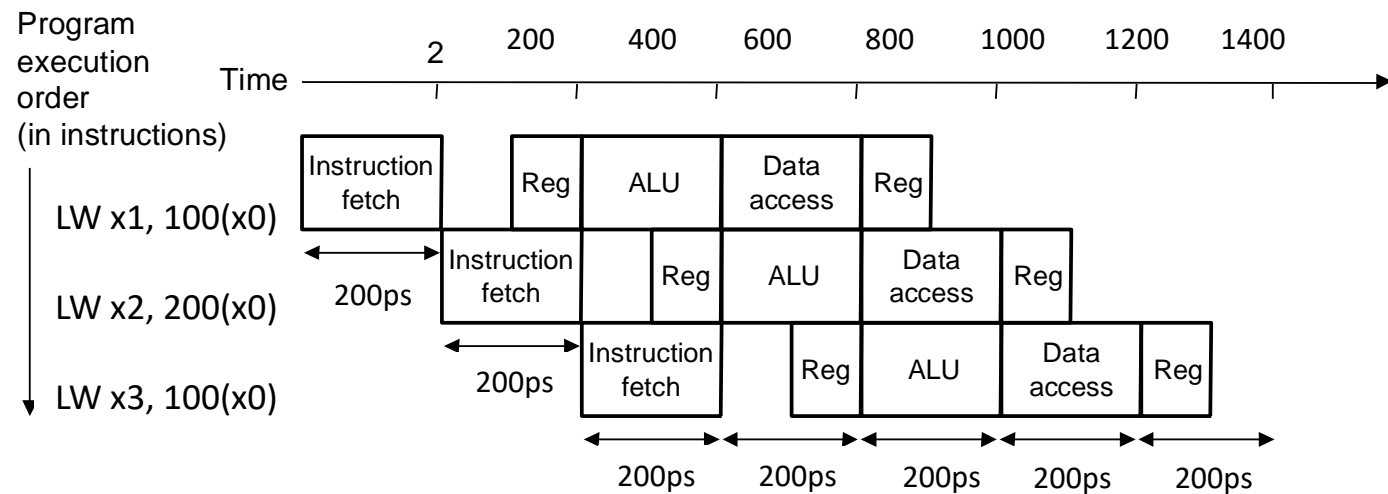 Program
execution
order
(in instructions)
Time
2 200 400 600 800 1000 1200 1400
Instruction
fetch
Reg
ALU
Data
access
Reg
LW x1, 100(x0)
200ps
Instruction
fetch
Reg
ALU
Data
access
Reg
LW x2, 200(x0)
200ps
Instruction
fetch
Reg
ALU
Data
access
Reg
LW x3, 100(x0)
200ps 200ps 200ps 200ps 200ps